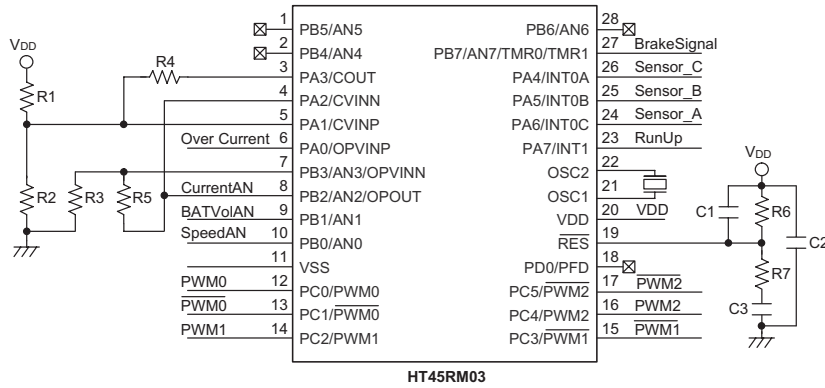 1 PB5/AN5 PB6/AN6 28
2 PB4/AN4 PB7/AN7/TMR0/TMR1 27 BrakeSignal
VDD R4 3 PA3/COUT PA4/INT0A 26 Sensor_C
R1 4 PA2/CVINN PA5/INT0B 25 Sensor_B
5 PA1/CVINP PA6/INT0C 24 Sensor_A
Over Current 6 PA0/OPVINP PA7/INT1 23 RunUp
7 PB3/AN3/OPVINN OSC2 22 VDD
R2 R3 R5 CurrentAN 8 PB2/AN2/OPOUT OSC1 21
BATVolAN 9 PB1/AN1 VDD 20 VDD C1 R6
SpeedAN 10 PB0/AN0 RES 19 C2
11 VSS PD0/PFD 18 R7
PWM0 12 PC0/PWM0 PC5/PWM2 17 PWM2
PWM0 13 PC1/PWM0 PC4/PWM2 16 PWM2 C3
PWM1 14 PC2/PWM1 PC3/PWM1 15 PWM1
HT45RM03